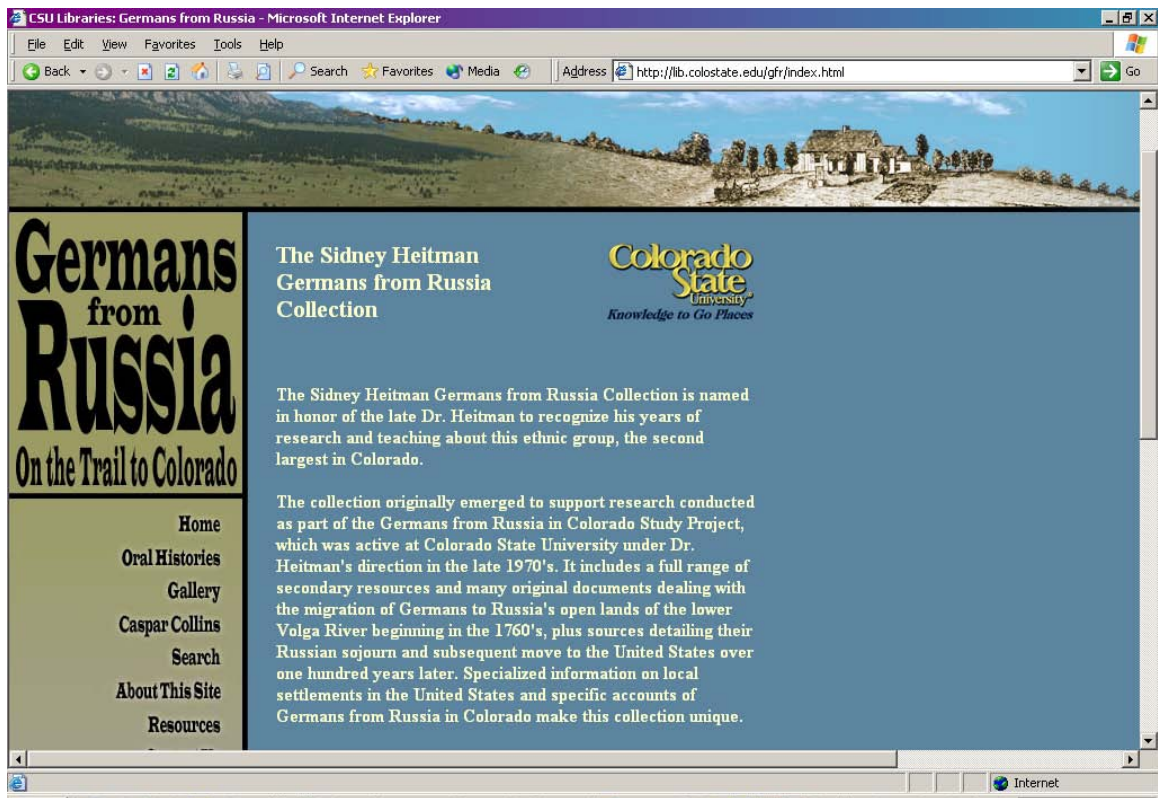 CSU Libraries: Germans from Russia - Microsoft Internet Explorer
File Edit View Favorites Tools Help
Back Search Favorites Media Address http://lib.colostate.edu/gfr/index.html Go
Germans
from
Russia
On the Trail to Colorado
Home
Oral Histories
Gallery
Caspar Collins
Search
About This Site
Resources
The Sidney Heitman
Germans from Russia
Collection
Colorado
State
University
Knowledge to Go Places
The Sidney Heitman Germans from Russia Collection is named
in honor of the late Dr. Heitman to recognize his years of
research and teaching about this ethnic group, the second
largest in Colorado.
The collection originally emerged to support research conducted
as part of the Germans from Russia in Colorado Study Project,
which was active at Colorado State University under Dr.
Heitman's direction in the late 1970's. It includes a full range of
secondary resources and many original documents dealing with
the migration of Germans to Russia's open lands of the lower
Volga River beginning in the 1760's, plus sources detailing their
Russian sojourn and subsequent move to the United States over
one hundred years later. Specialized information on local
settlements in the United States and specific accounts of
Germans from Russia in Colorado make this collection unique.
Internet